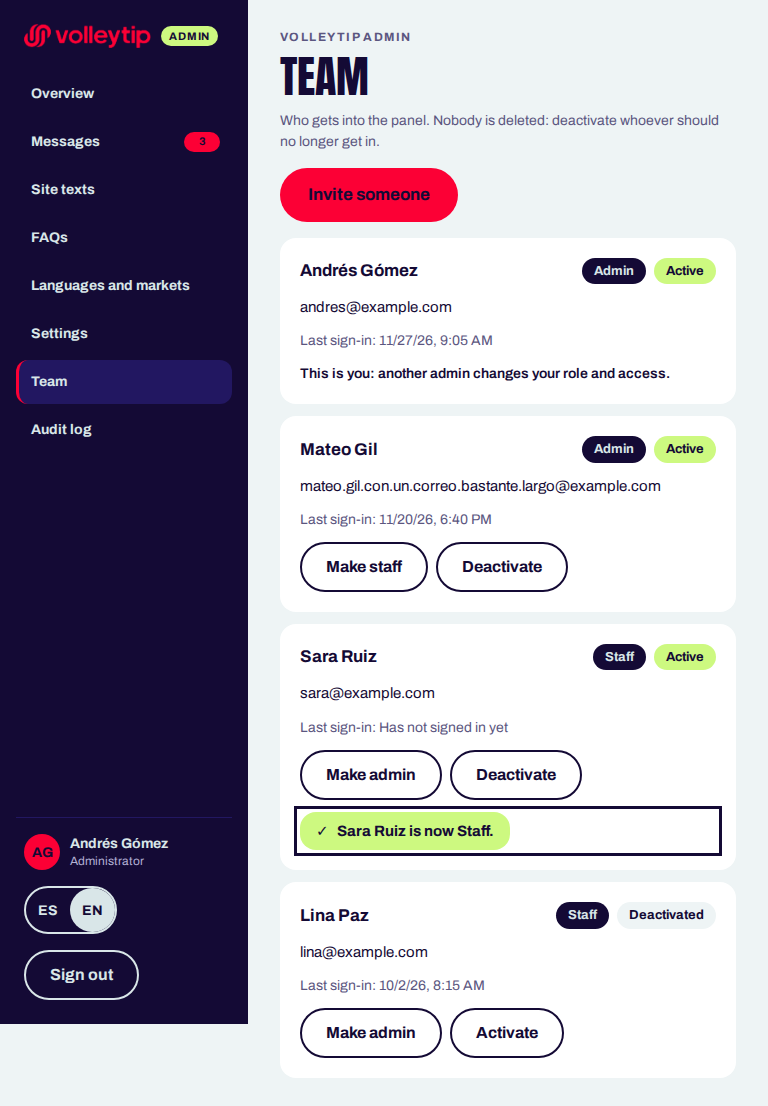 volleytip ADMIN
Overview
Messages 3
Site texts
FAQs
Languages and markets
Settings
Team
Audit log
AG Andrés Gómez
Administrator
ES EN
Sign out
VOLLEYTIP ADMIN
TEAM
Who gets into the panel. Nobody is deleted: deactivate whoever should
no longer get in.
Invite someone
Andrés Gómez Admin Active
andres@example.com
Last sign-in: 11/27/26, 9:05 AM
This is you: another admin changes your role and access.
Mateo Gil Admin Active
mateo.gil.con.un.correo.bastante.largo@example.com
Last sign-in: 11/20/26, 6:40 PM
Make staff Deactivate
Sara Ruiz Staff Active
sara@example.com
Last sign-in: Has not signed in yet
Make admin Deactivate
✓ Sara Ruiz is now Staff.
Lina Paz Staff Deactivated
lina@example.com
Last sign-in: 10/2/26, 8:15 AM
Make admin Activate